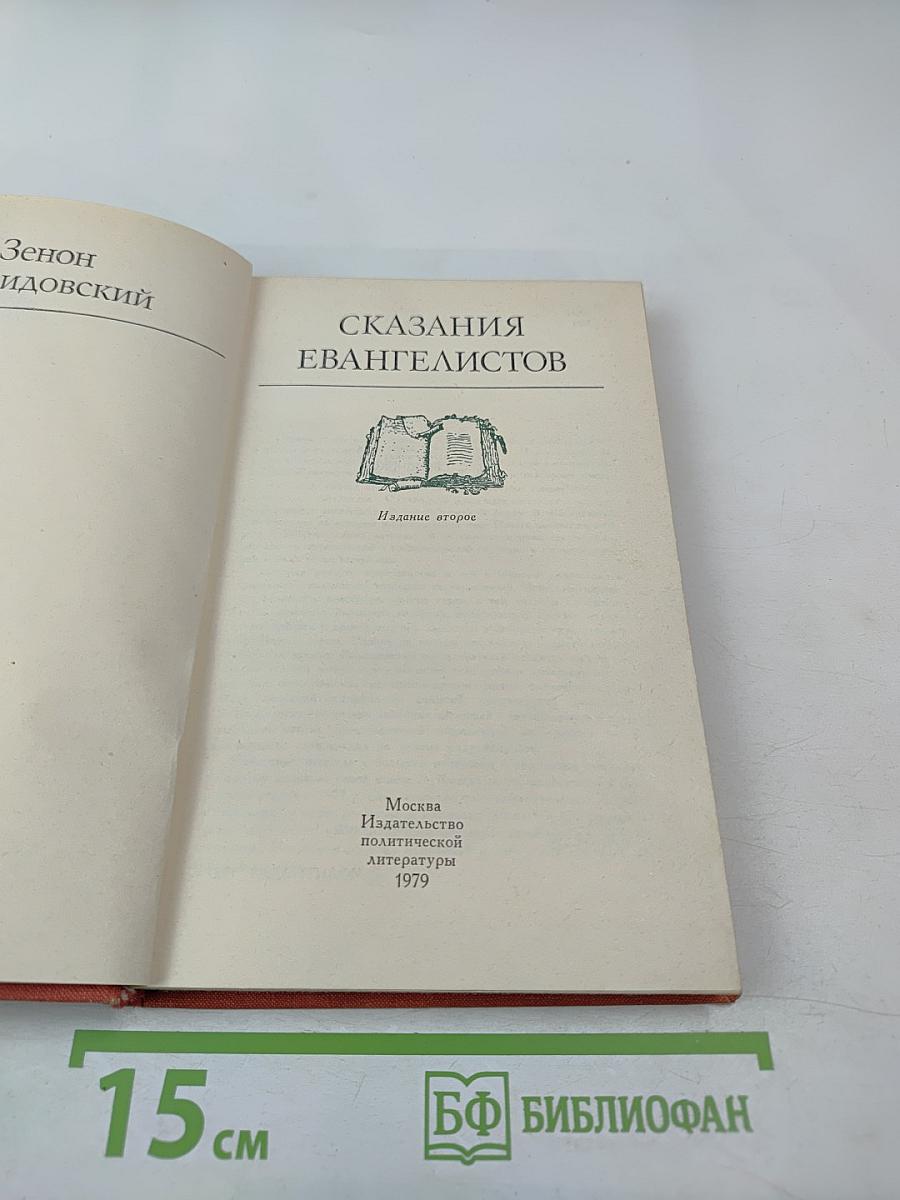 Зенон
идовский
СКАЗАНИЯ
ЕВАНГЕЛИСТОВ
Издание второе
Москва
Издательство
политической
литературы
1979
15 см
БФ БИБЛИОФАН